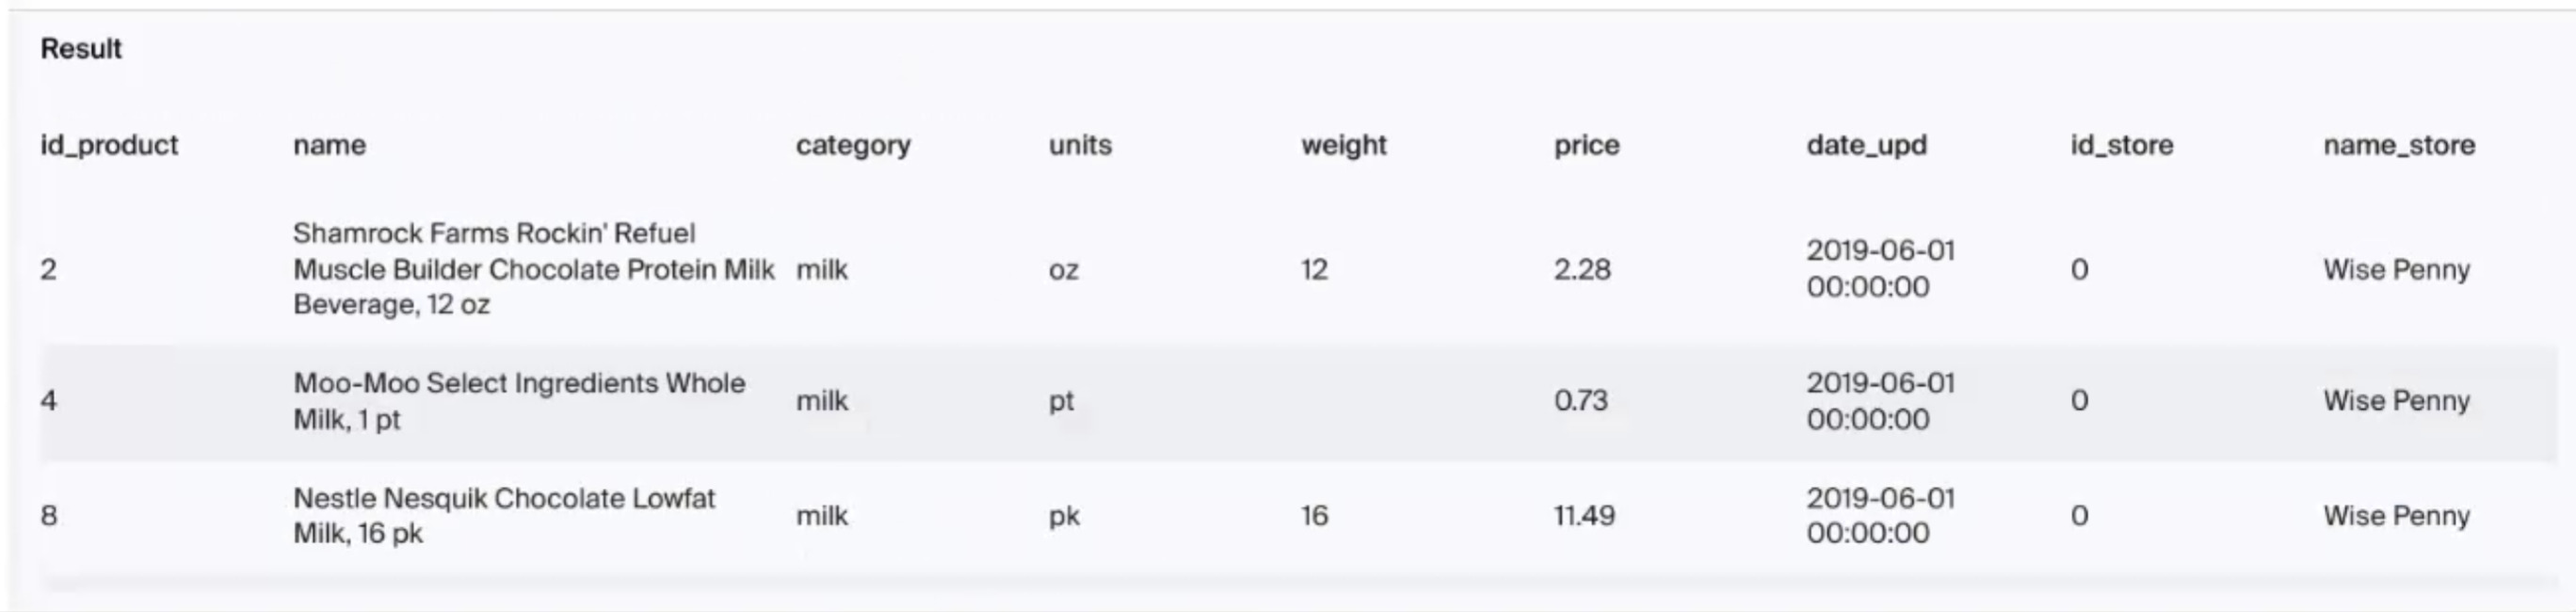 Result
id_product name category units weight price date_upd id_store name_store
Shamrock Farms Rockin' Refuel
2 Muscle Builder Chocolate Protein Milk milk oz 12 2.28 2019-06-01 00:00:00 0 Wise Penny
Beverage, 12 oz
Moo-Moo Select Ingredients Whole
4 Milk, 1 pt milk pt 0.73 2019-06-01 00:00:00 0 Wise Penny
Nestle Nesquik Chocolate Lowfat
8 Milk, 16 pk milk pk 16 11.49 2019-06-01 00:00:00 0 Wise Penny